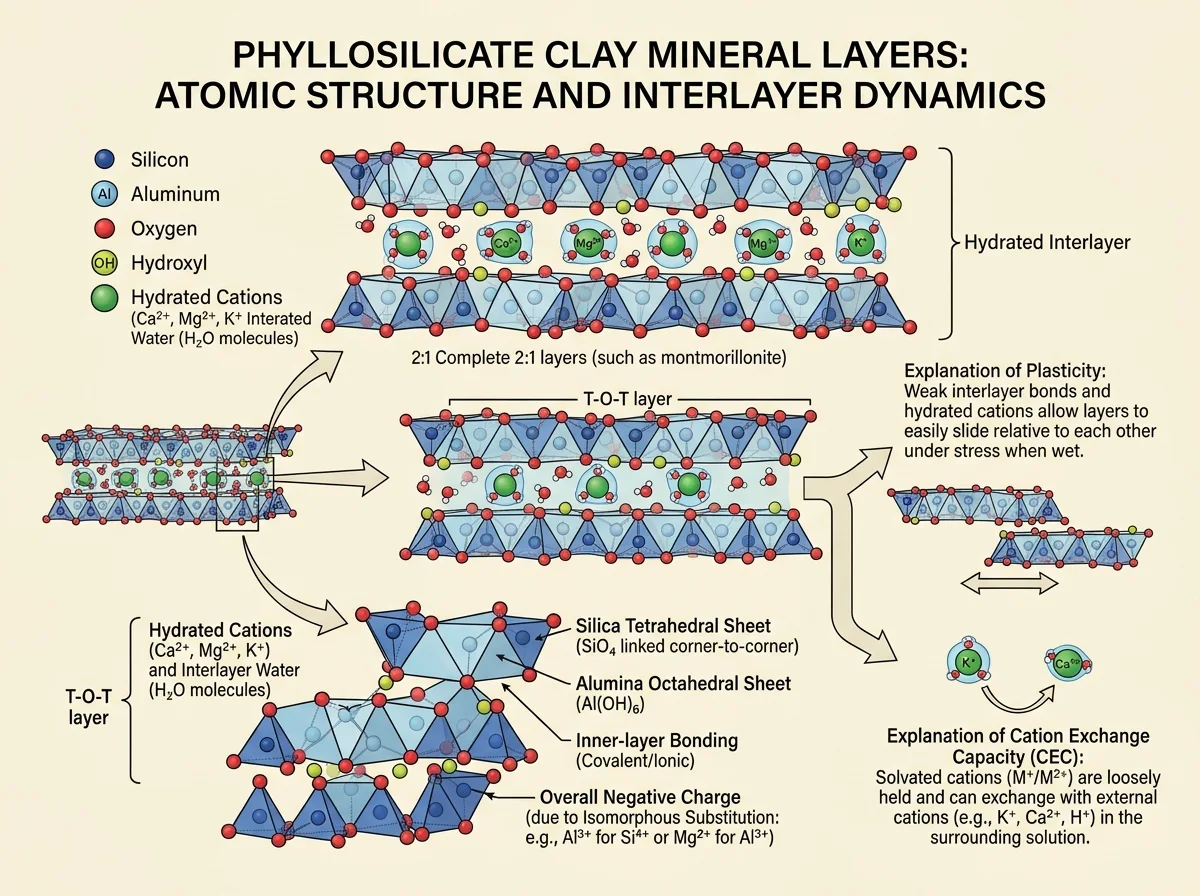 PHYLLOSILICATE CLAY MINERAL LAYERS:
ATOMIC STRUCTURE AND INTERLAYER DYNAMICS
Silicon
Al Aluminum
Oxygen
OH Hydroxyl
Hydrated Cations
(Ca²⁺, Mg²⁺, K⁺ Interated
Water (H₂O molecules)
Mg²⁺
K⁺
Hydrated Interlayer
2:1 Complete 2:1 layers (such as montmorillonite)
T-O-T layer
Explanation of Plasticity:
Weak interlayer bonds and
hydrated cations allow layers to
easily slide relative to each other
under stress when wet.
T-O-T
layer
Hydrated Cations
(Ca²⁺, Mg²⁺, K⁺)
and Interlayer Water
(H₂O molecules)
Silica Tetrahedral Sheet
(SiO₄ linked corner-to-corner)
Alumina Octahedral Sheet
(Al(OH)₆)
Inner-layer Bonding
(Covalent/Ionic)
Overall Negative Charge
(due to Isomorphous Substitution:
e.g., Al³⁺ for Si⁴⁺ or Mg²⁺ for Al³⁺)
K⁺
Explanation of Cation Exchange
Capacity (CEC):
Solvated cations (M⁺/M²⁺) are loosely
held and can exchange with external
cations (e.g., K⁺, Ca²⁺, H⁺) in the
surrounding solution.